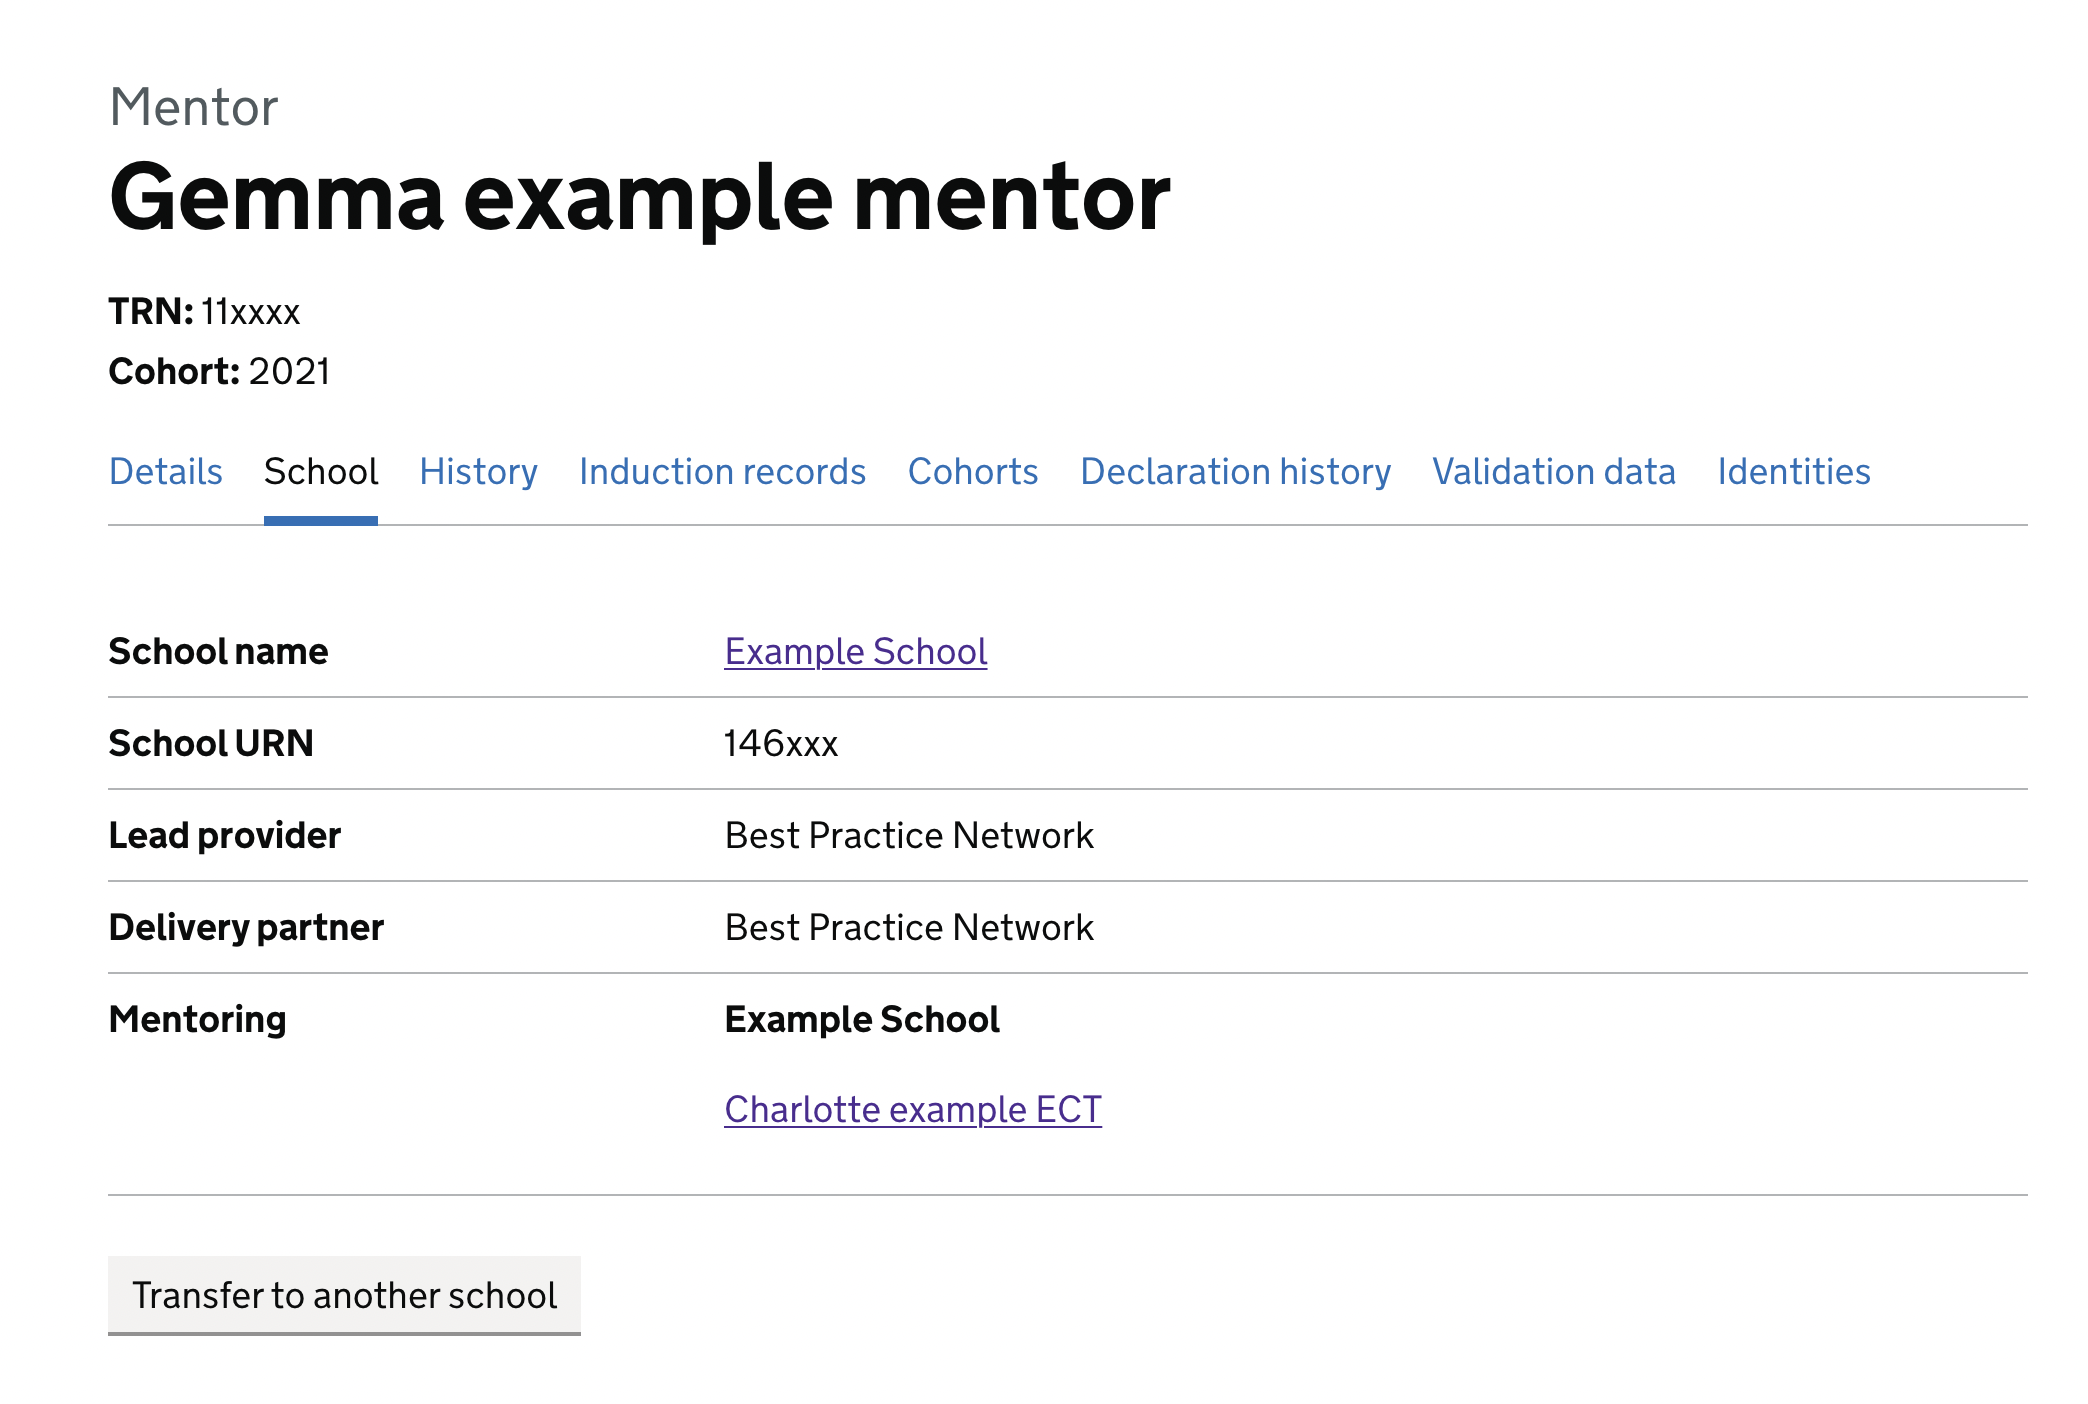 Mentor
Gemma example mentor
TRN: 11xxxx
Cohort: 2021
Details School History Induction records Cohorts Declaration history Validation data Identities
School name Example School
School URN 146xxx
Lead provider Best Practice Network
Delivery partner Best Practice Network
Mentoring Example School
Charlotte example ECT
Transfer to another school